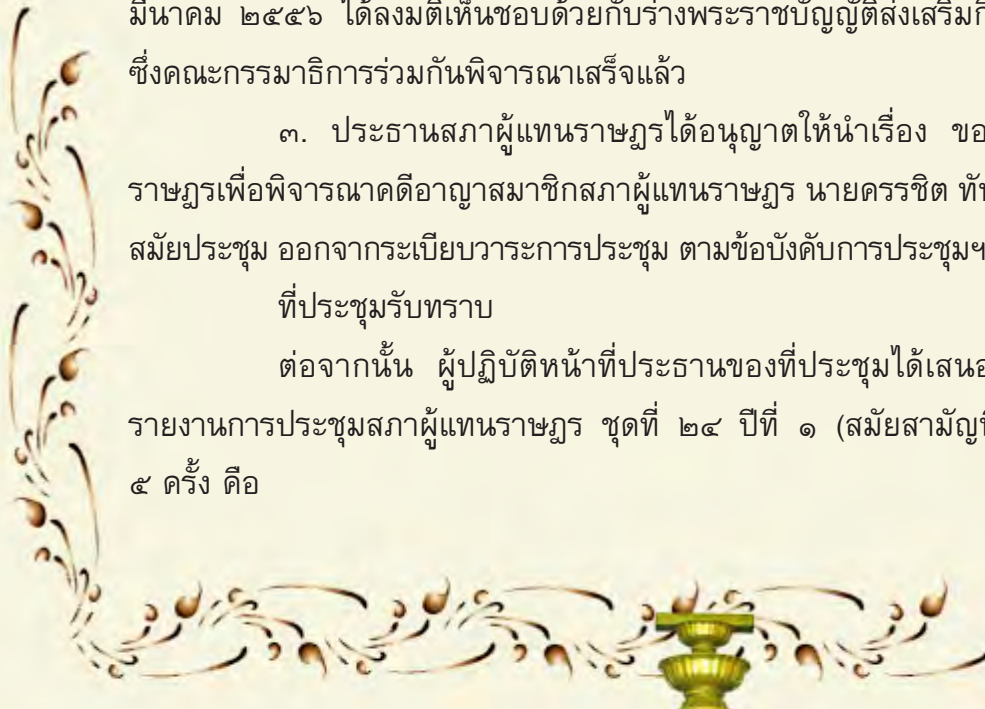 มีนาคม ๒๕๕๖ ได้ลงมติเห็นชอบด้วยกับร่างพระราชบัญญัติส่งเสริม
ซึ่งคณะกรรมาธิการร่วมกันพิจารณาเสร็จแล้ว
๓. ประธานสภาผู้แทนราษฎรได้อนุญาตให้นำเรื่อง ขอ
ราษฎรเพื่อพิจารณาคดีอาญาสมาชิกสภาผู้แทนราษฎร นายครรชิต ทับ
สมัยประชุม ออกจากระเบียบวาระการประชุม ตามข้อบังคับการประชุมฯ
ที่ประชุมรับทราบ
ต่อจากนั้น ผู้ปฏิบัติหน้าที่ประธานของที่ประชุมได้เสนอ
รายงานการประชุมสภาผู้แทนราษฎร ชุดที่ ๒๔ ปีที่ ๑ (สมัยสามัญ
๕ ครั้ง คือ